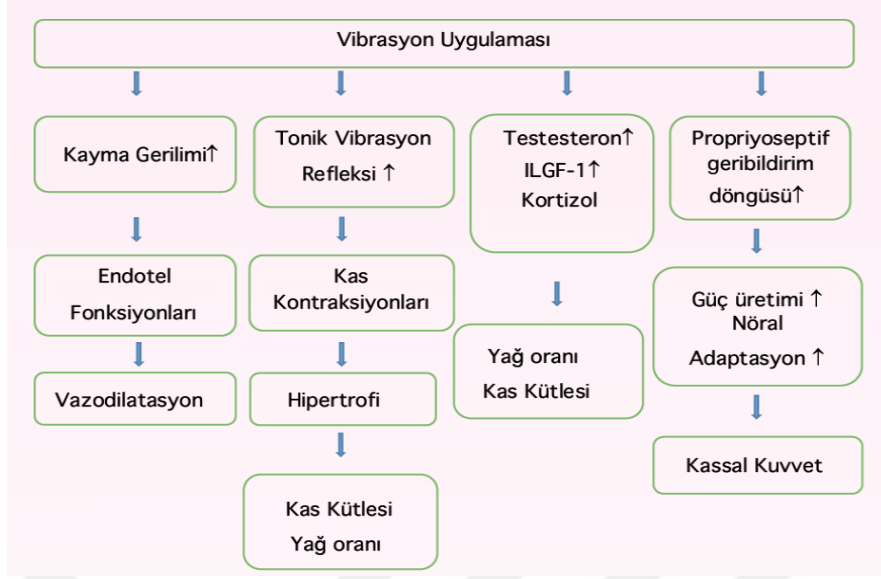 Vibrasyon Uygulaması
Kayma Gerilimi↑
Endotel
Fonksiyonları
Vazodilatasyon
Tonik Vibrasyon
Refleksi ↑
Kas
Kontraksiyonları
Hipertrofi
Kas Kütlesi
Yağ oranı
Testesteron↑
ILGF-1↑
Kortizol
Yağ oranı
Kas Kütlesi
Propriyoseptif
geribildirim
döngüsü↑
Güç üretimi ↑
Nöral
Adaptasyon ↑
Kassal Kuvvet